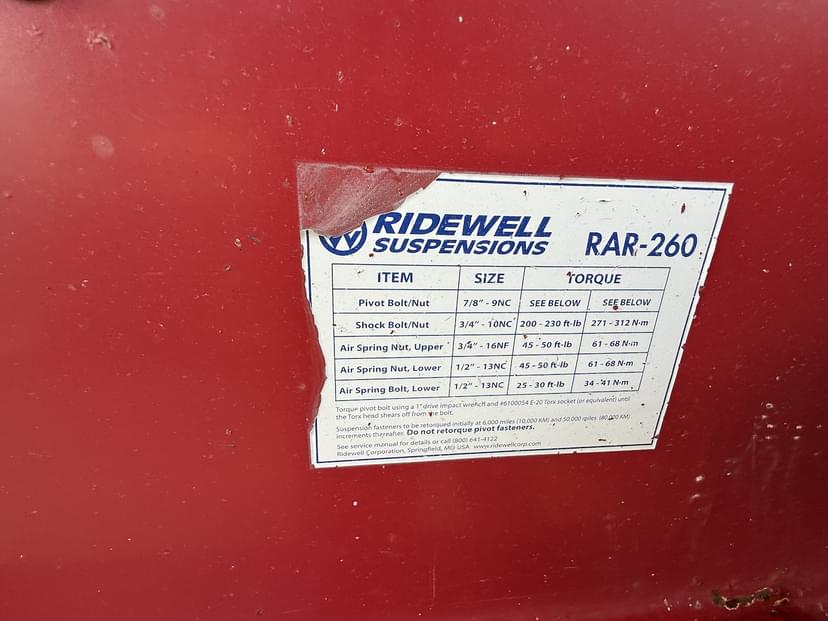 RIDEWELL
SUSPENSIONS
RAR-260
ITEM SIZE TORQUE
Pivot Bolt/Nut 7/8" - 9NC SEE BELOW SEE BELOW
Shock Bolt/Nut 3/4" - 10NC 200 - 230 ft-lb 271 - 312 N-m
Air Spring Nut, Upper 3/4" - 16NF 45 - 50 ft-lb 61 - 68 N-m
Air Spring Nut, Lower 1/2" - 13NC 45 - 50 ft-lb 61 - 68 N-m
Air Spring Bolt, Lower 1/2" - 13NC 25 - 30 ft-lb 34 - 41 N-m
Torque pivot bolt using a 1" drive impact wrench and #6100054 E-20 Torx socket (or equivalent) until
the Torx head shears off from the bolt.
Suspension fasteners to be retorqued initially at 6,000 miles (10,000 KM) and 50,000 miles (80,000 KM)
increments thereafter. Do not retorque pivot fasteners.
See service manual for details or call (800) 641-4122
Ridewell Corporation, Springfield, MO USA www.ridewellcorp.com